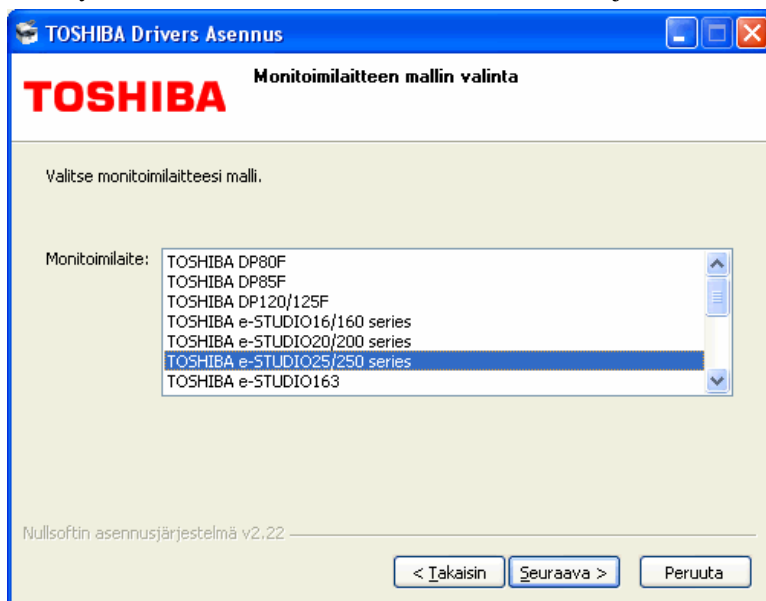 TOSHIBA Drivers Asennus
TOSHIBA
Monitoimilaitteen mallin valinta
Valitse monitoimilaitteesi malli.
Monitoimilaite:
TOSHIBA DP80F
TOSHIBA DP85F
TOSHIBA DP120/125F
TOSHIBA e-STUDIO16/160 series
TOSHIBA e-STUDIO20/200 series
TOSHIBA e-STUDIO25/250 series
TOSHIBA e-STUDIO163
Nullsoftin asennusjärjestelmä v2.22
< Takaisin
Seuraava >
Peruuta